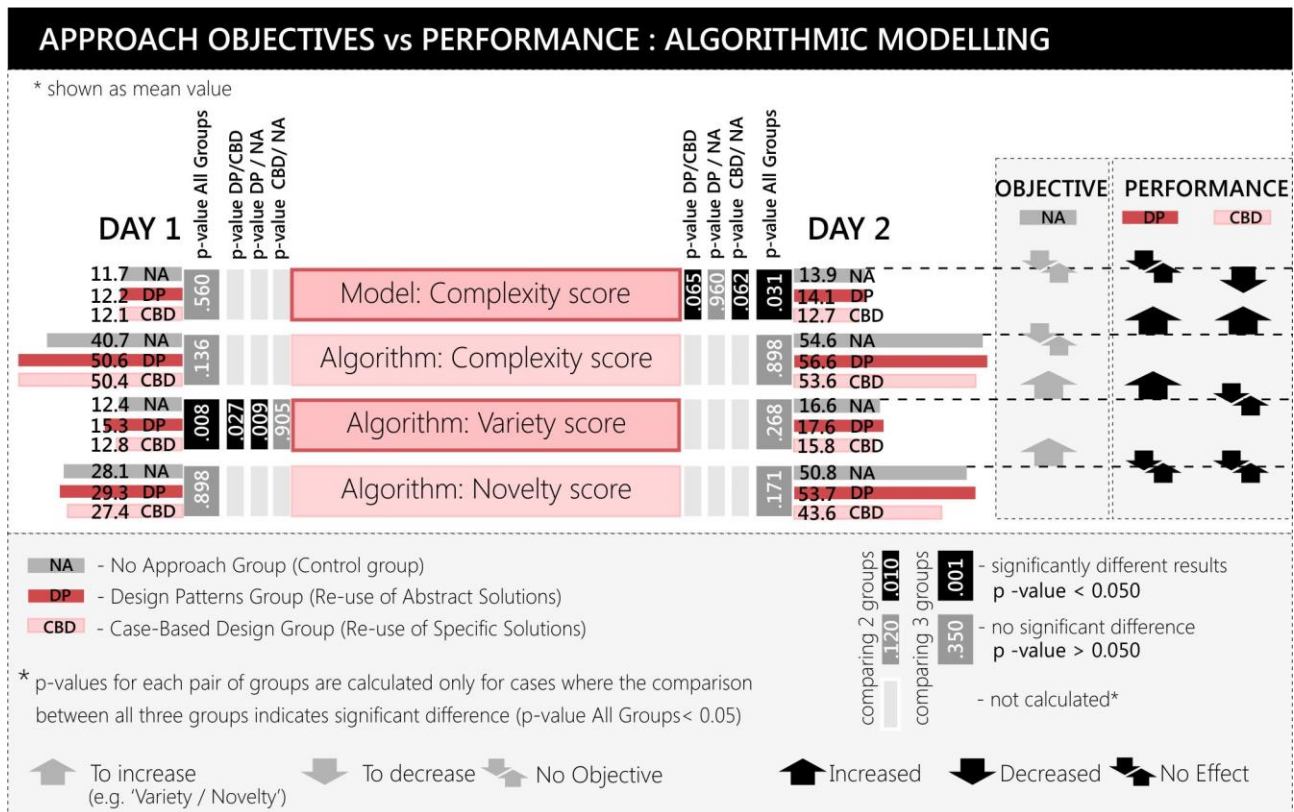 APPROACH OBJECTIVES vs PERFORMANCE : ALGORITHMIC MODELLING
* shown as mean value
DAY 1
p-value All Groups
p-value DP/CBD
p-value DP / NA
p-value CBD/ NA
p-value DP/CBD
p-value DP / NA
p-value CBD/ NA
p-value All Groups
DAY 2
OBJECTIVE PERFORMANCE
NA DP CBD
11.7 NA
12.2 DP
12.1 CBD
.560
Model: Complexity score
.065 .960 .062 .031
13.9 NA
14.1 DP
12.7 CBD
40.7 NA
50.6 DP
50.4 CBD
.136
Algorithm: Complexity score
.898
54.6 NA
56.6 DP
53.6 CBD
12.4 NA
15.3 DP
12.8 CBD
.008 .027 .009 .905
Algorithm: Variety score
.268
16.6 NA
17.6 DP
15.8 CBD
28.1 NA
29.3 DP
27.4 CBD
.898
Algorithm: Novelty score
.171
50.8 NA
53.7 DP
43.6 CBD
NA - No Approach Group (Control group)
DP - Design Patterns Group (Re-use of Abstract Solutions)
CBD - Case-Based Design Group (Re-use of Specific Solutions)
* p-values for each pair of groups are calculated only for cases where the comparison
between all three groups indicates significant difference (p-value All Groups< 0.05)
comparing 2 groups
.120 .010
comparing 3 groups
.350 .001
- significantly different results
p -value < 0.050
- no significant difference
p -value > 0.050
- not calculated*
To increase
(e.g. 'Variety / Novelty')
To decrease
No Objective
Increased
Decreased
No Effect